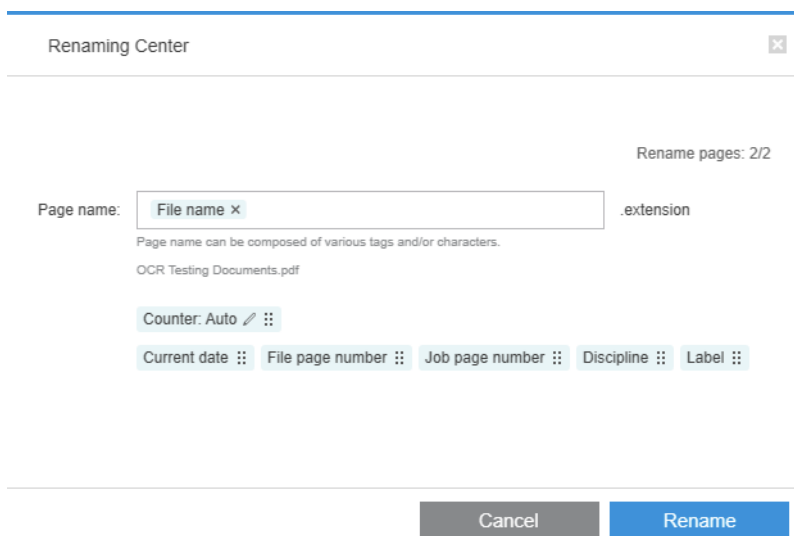 Renaming Center
Rename pages: 2/2
Page name: File name × .extension
Page name can be composed of various tags and/or characters.
OCR Testing Documents.pdf
Counter: Auto
Current date File page number Job page number Discipline Label
Cancel Rename